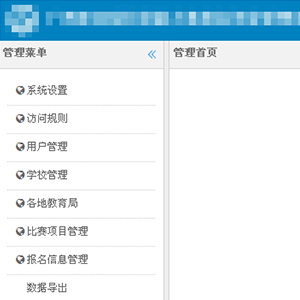 管理菜单
管理首页
系统设置
访问规则
用户管理
学校管理
各地教育局
比赛项目管理
报名信息管理
数据导出